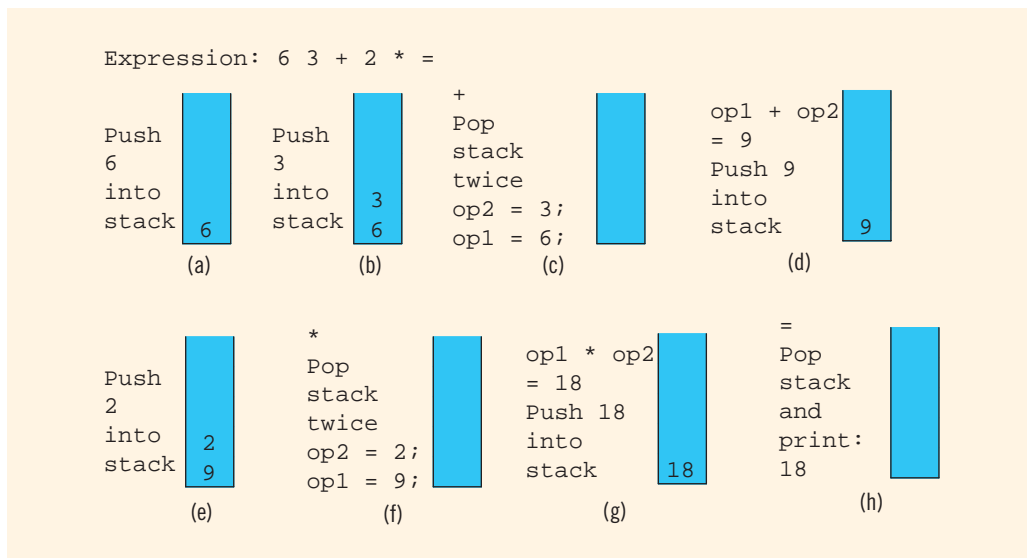 Expression: 6 3 + 2 * =
Push
6
into
stack
6
(a)
Push
3
into
stack
3
6
(b)
+
Pop
stack
twice
op2 = 3;
op1 = 6;
(c)
op1 + op2
= 9
Push 9
into
stack
9
(d)
Push
2
into
stack
2
9
(e)
*
Pop
stack
twice
op2 = 2;
op1 = 9;
(f)
op1 * op2
= 18
Push 18
into
stack
18
(g)
=
Pop
stack
and
print:
18
(h)